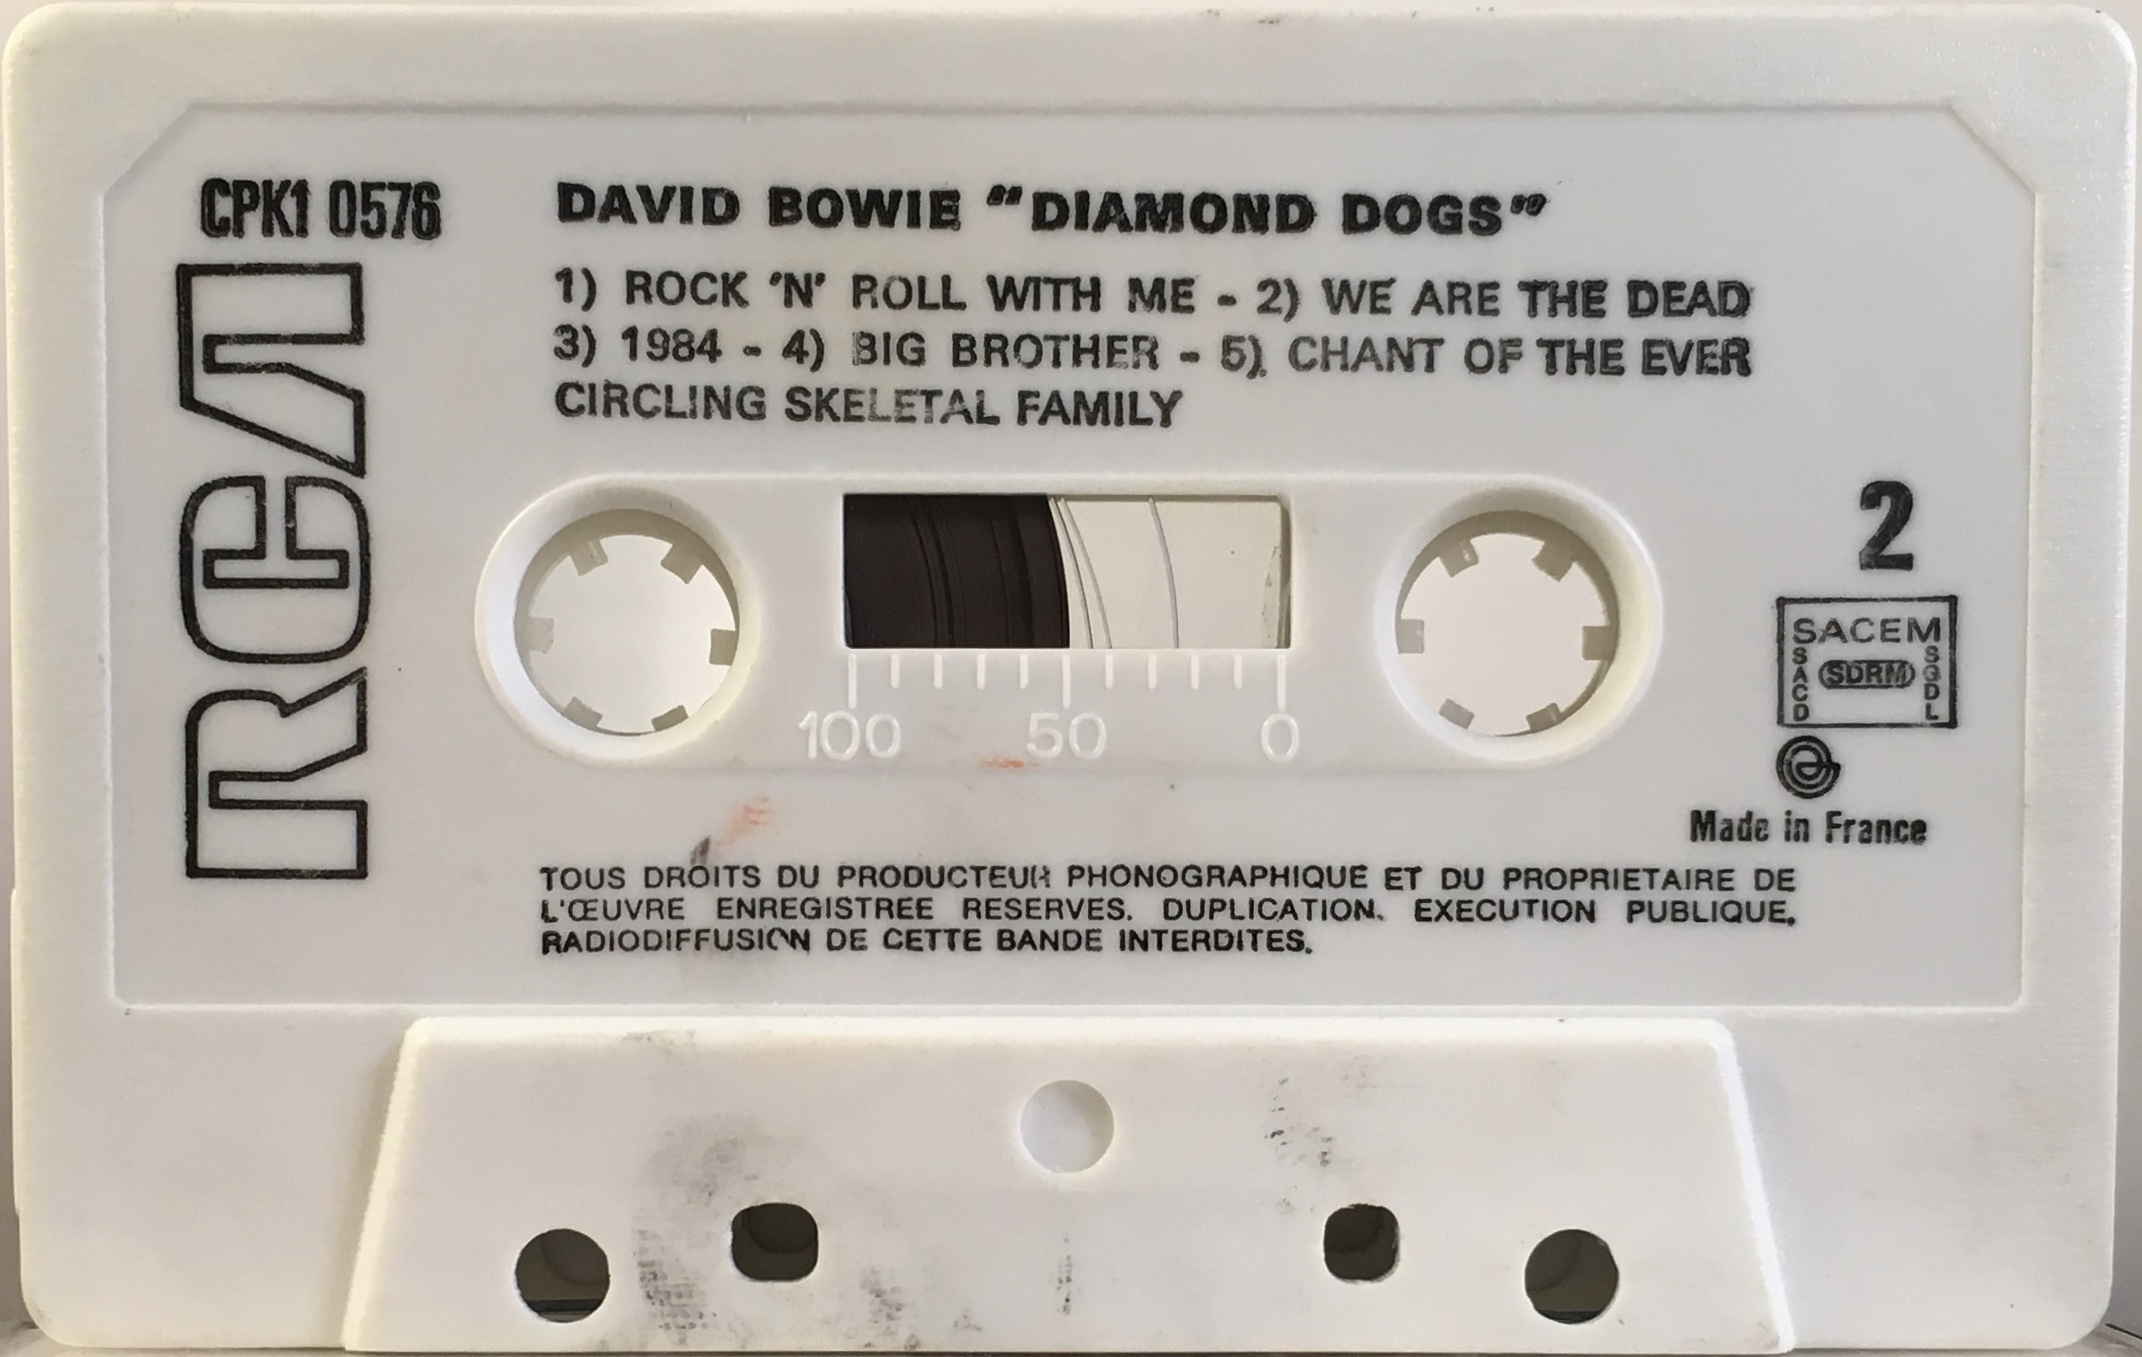 CPK1 0576
RCA
DAVID BOWIE "DIAMOND DOGS"
1) ROCK 'N' ROLL WITH ME - 2) WE ARE THE DEAD
3) 1984 - 4) BIG BROTHER - 5) CHANT OF THE EVER
CIRCLING SKELETAL FAMILY
2
SACEM
SACD
SDRM
SGDL
100 50 0
Made in France
TOUS DROITS DU PRODUCTEUR PHONOGRAPHIQUE ET DU PROPRIETAIRE DE
L'ŒUVRE ENREGISTREE RESERVES. DUPLICATION. EXECUTION PUBLIQUE,
RADIODIFFUSION DE CETTE BANDE INTERDITES.